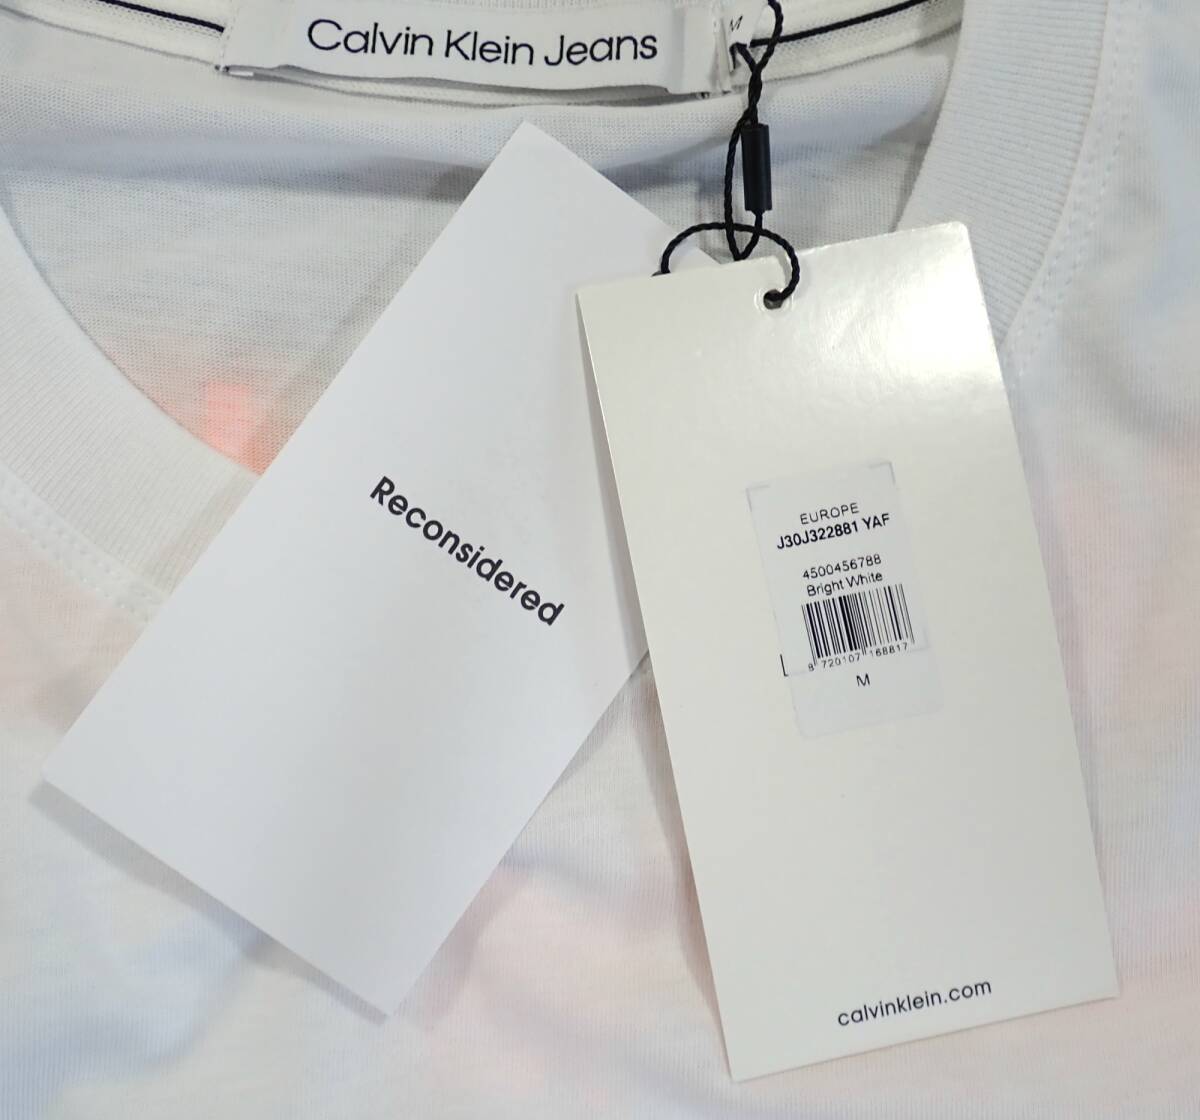 Calvin Klein Jeans
M
Reconsidered
EUROPE
J30J322881 YAF
4500456788
Bright White
8 720107 168817
M
calvinklein.com